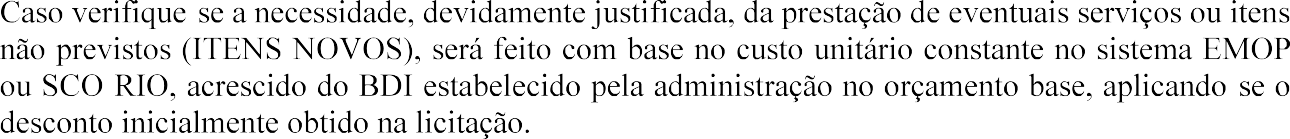 Caso verifique se a necessidade, devidamente justificada, da prestação de eventuais serviços ou itens
não previstos (ITENS NOVOS), será feito com base no custo unitário constante no sistema EMOP
ou SCO RIO, acrescido do BDI estabelecido pela administração no orçamento base, aplicando se o
desconto inicialmente obtido na licitação.